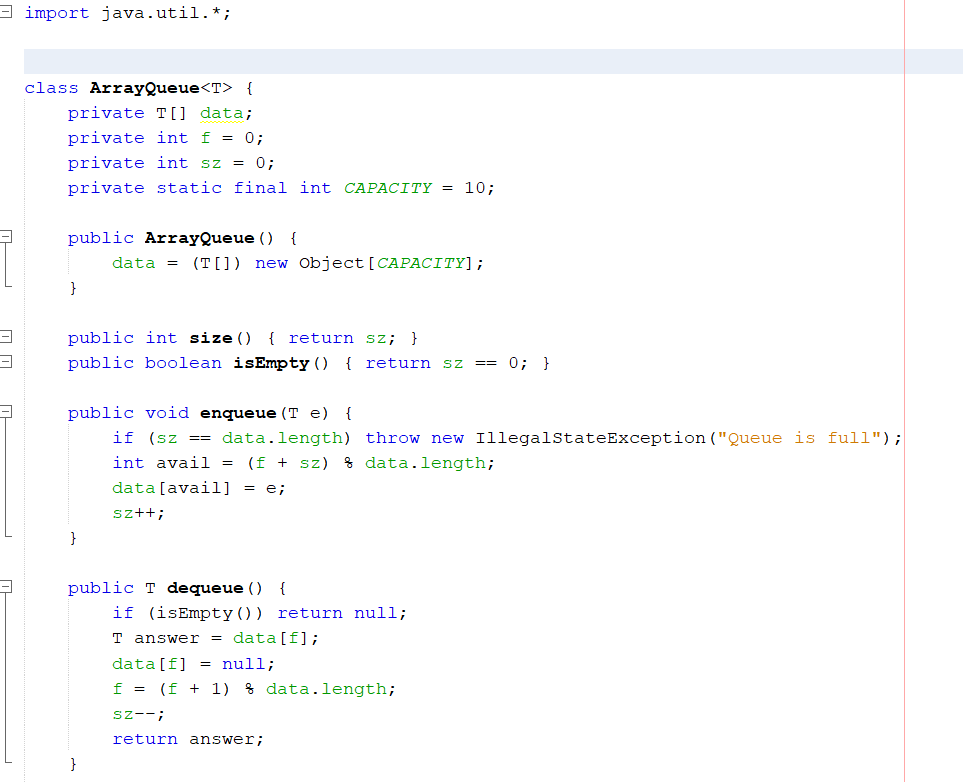 import java.util.*;
class ArrayQueue<T> {
    private T[] data;
    private int f = 0;
    private int sz = 0;
    private static final int CAPACITY = 10;
    public ArrayQueue() {
        data = (T[]) new Object[CAPACITY];
    }
    public int size() { return sz; }
    public boolean isEmpty() { return sz == 0; }
    public void enqueue(T e) {
        if (sz == data.length) throw new IllegalStateException("Queue is full");
        int avail = (f + sz) % data.length;
        data[avail] = e;
        sz++;
    }
    public T dequeue() {
        if (isEmpty()) return null;
        T answer = data[f];
        data[f] = null;
        f = (f + 1) % data.length;
        sz--;
        return answer;
    }